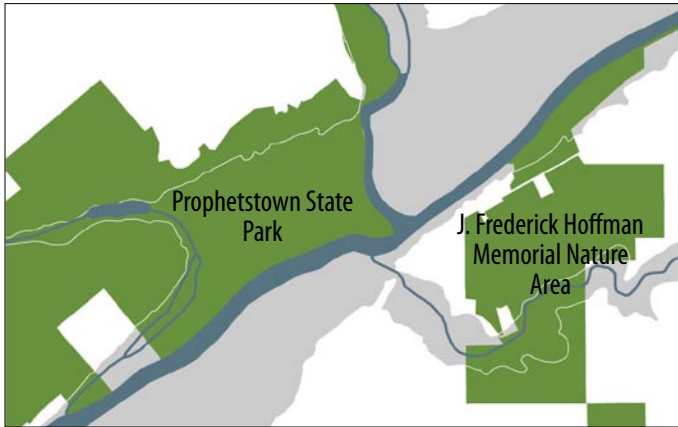 Prophetstown State
Park
J. Frederick Hoffman
Memorial Nature
Area